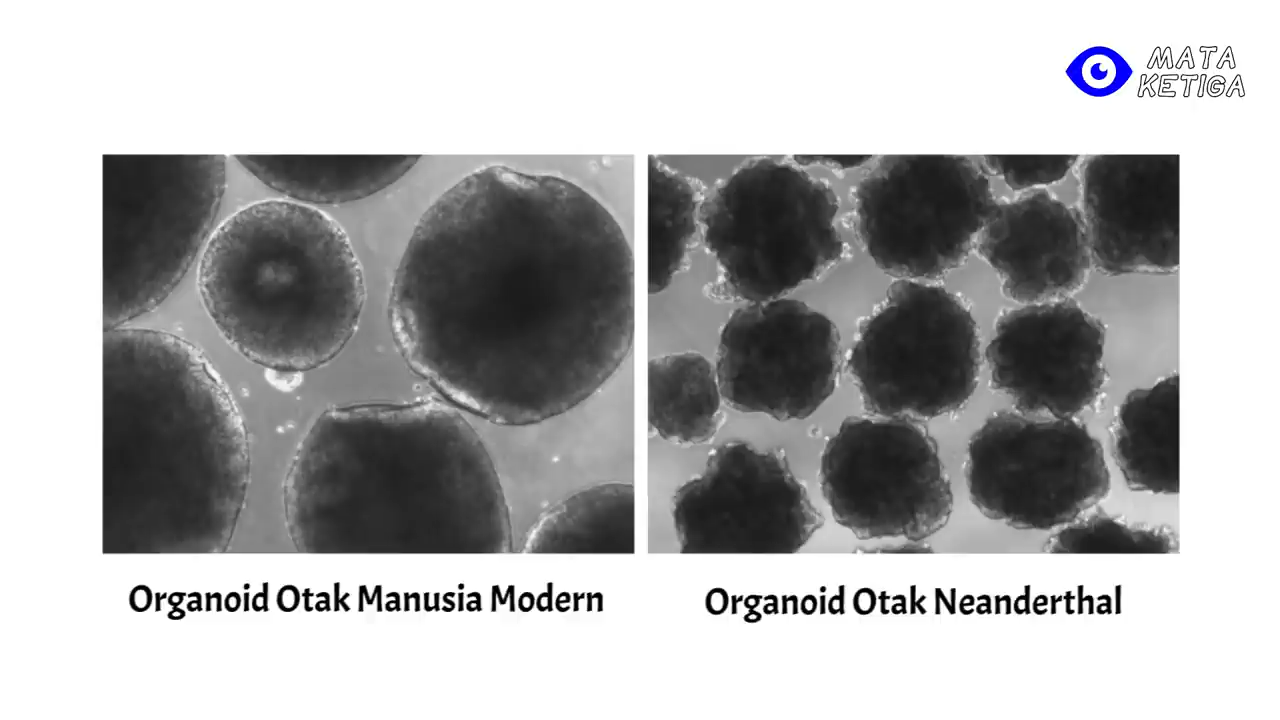 MATA
KETIGA
Organoid Otak Manusia Modern
Organoid Otak Neanderthal